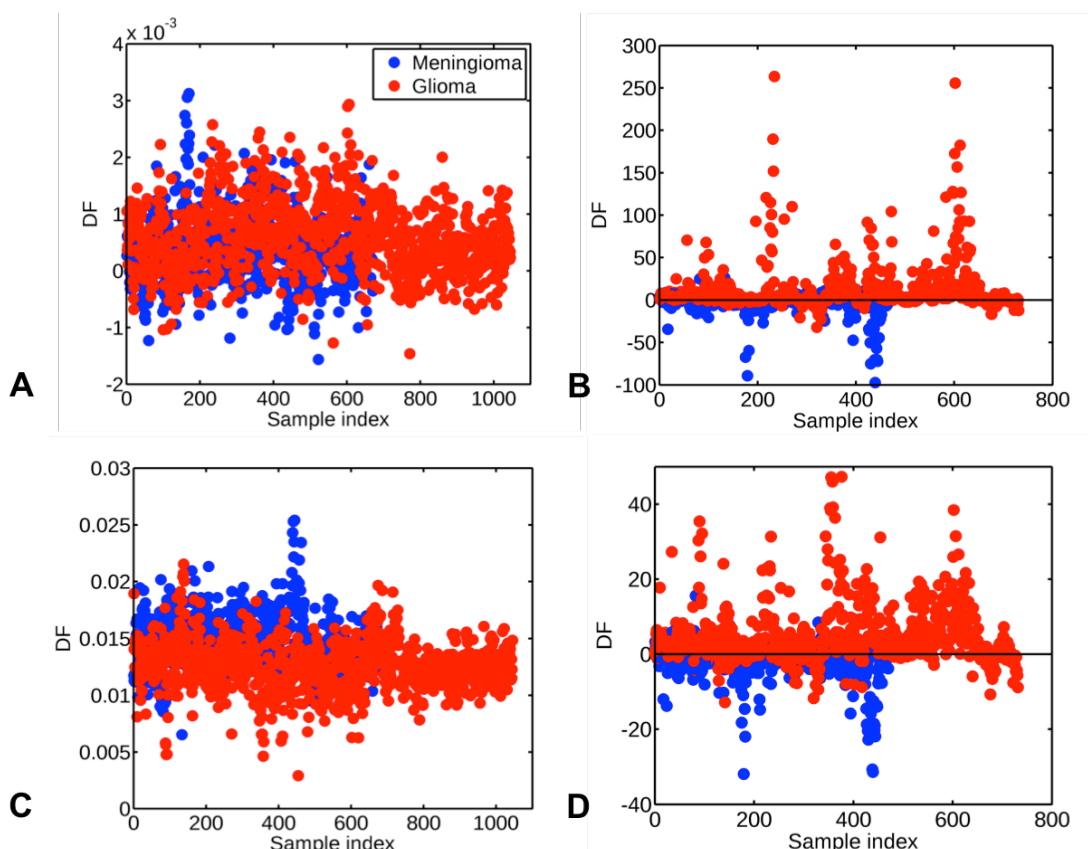 x 10⁻³
4
3
2
1
0
-1
-2
DF
0 200 400 600 800 1000
Sample index
Meningioma
Glioma
A
300
250
200
150
100
50
0
-50
-100
DF
0 200 400 600 800
Sample index
B
0.03
0.025
0.02
0.015
0.01
0.005
0
DF
0 200 400 600 800 1000
Sample index
C
40
20
0
-20
-40
DF
0 200 400 600 800
Sample index
D